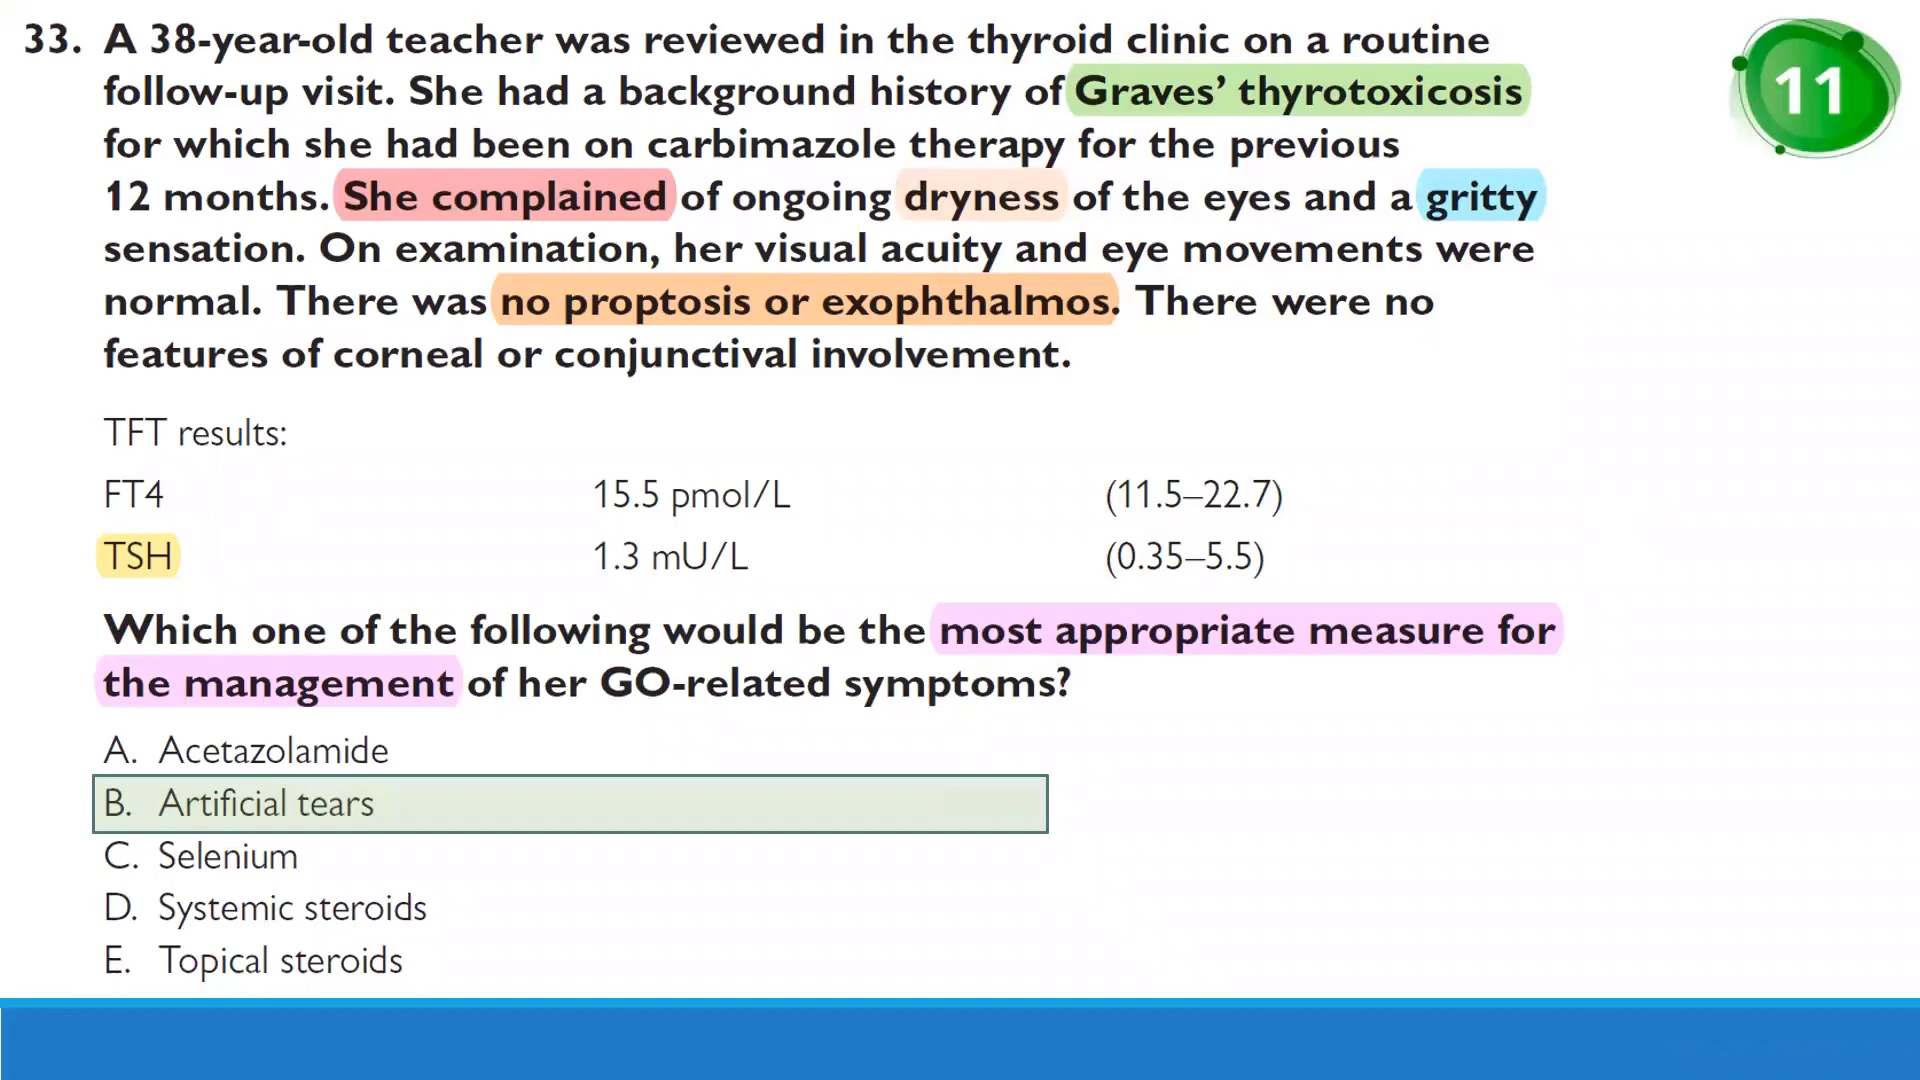 33. A 38-year-old teacher was reviewed in the thyroid clinic on a routine
follow-up visit. She had a background history of Graves’ thyrotoxicosis
for which she had been on carbimazole therapy for the previous
12 months. She complained of ongoing dryness of the eyes and a gritty
sensation. On examination, her visual acuity and eye movements were
normal. There was no proptosis or exophthalmos. There were no
features of corneal or conjunctival involvement.
11
TFT results:
FT4 15.5 pmol/L (11.5–22.7)
TSH 1.3 mU/L (0.35–5.5)
Which one of the following would be the most appropriate measure for
the management of her GO-related symptoms?
A. Acetazolamide
B. Artificial tears
C. Selenium
D. Systemic steroids
E. Topical steroids